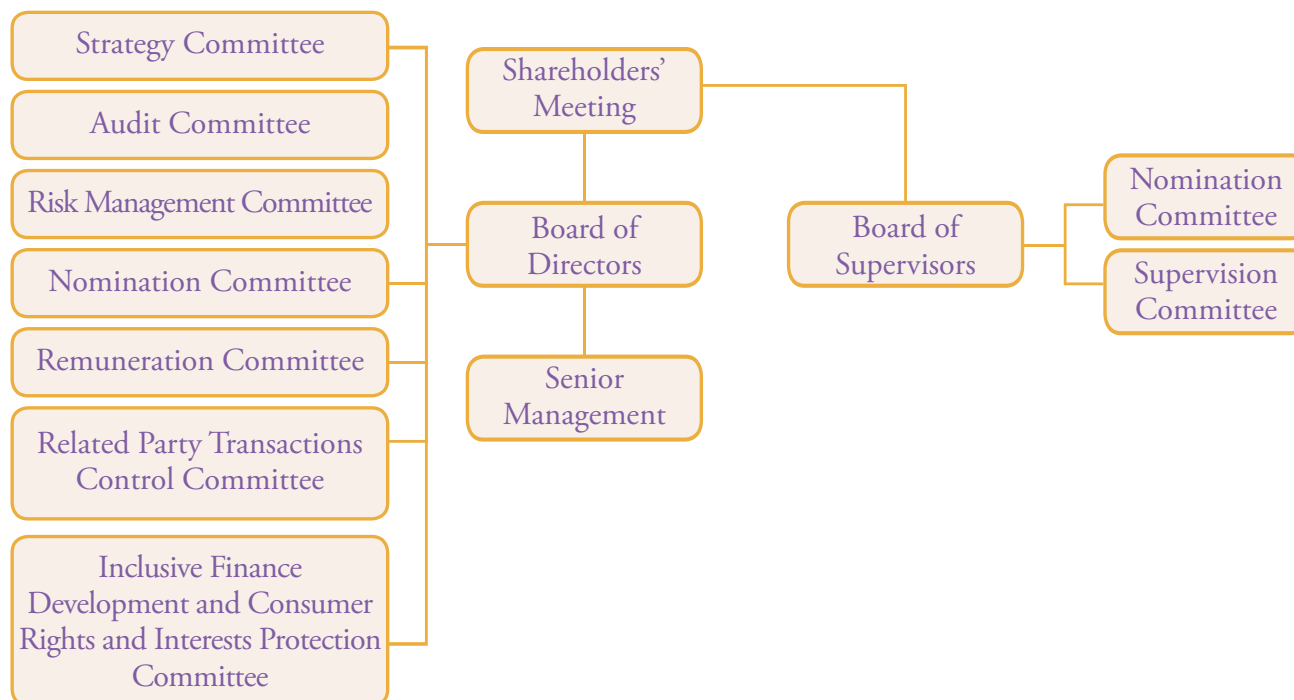 Strategy Committee
Audit Committee
Risk Management Committee
Nomination Committee
Remuneration Committee
Related Party Transactions
Control Committee
Inclusive Finance
Development and Consumer
Rights and Interests Protection
Committee
Shareholders’
Meeting
Board of
Directors
Senior
Management
Board of
Supervisors
Nomination
Committee
Supervision
Committee